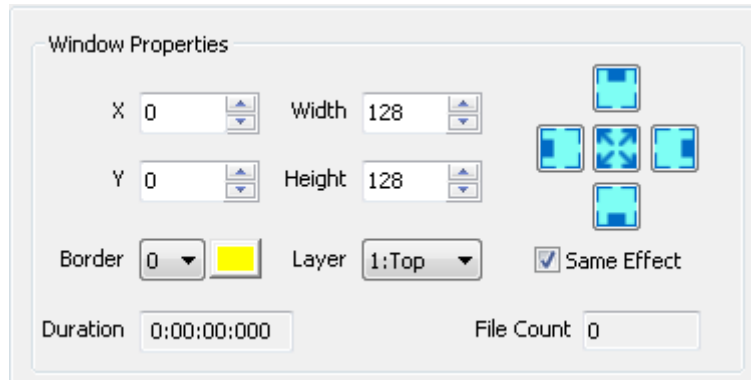 Window Properties
X 0 Width 128
Y 0 Height 128
Border 0 Layer 1:Top Same Effect
Duration 0:00:00:000 File Count 0